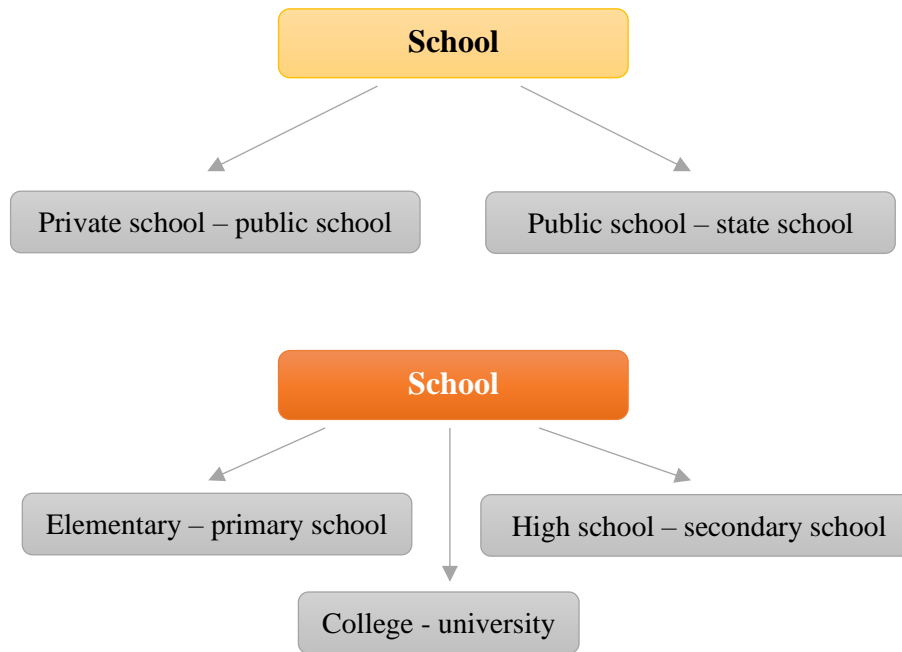 School
Private school – public school
Public school – state school
School
Elementary – primary school
High school – secondary school
College - university